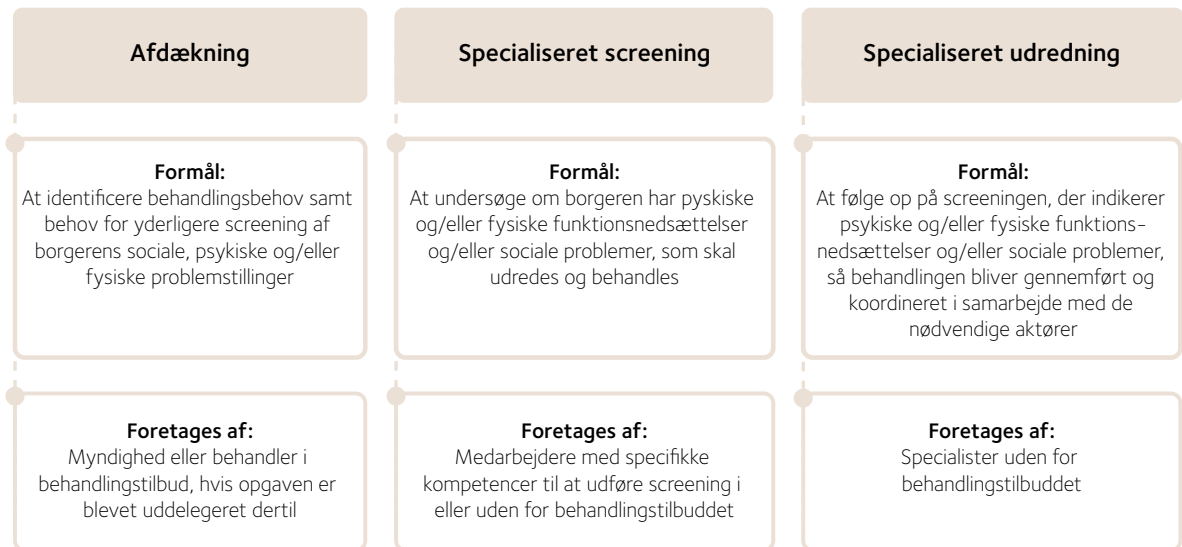 Afdækning
Formål:
At identificere behandlingsbehov samt
behov for yderligere screening af
borgerens sociale, psykiske og/eller
fysiske problemstillinger
Foretages af:
Myndighed eller behandler i
behandlingstilbud, hvis opgaven er
blevet uddelegeret dertil
Specialiseret screening
Formål:
At undersøge om borgeren har pyskiske
og/eller fysiske funktionsnedsættelser
og/eller sociale problemer, som skal
udredes og behandles
Foretages af:
Medarbejdere med specifikke
kompetencer til at udføre screening i
eller uden for behandlingstilbuddet
Specialiseret udredning
Formål:
At følge op på screeningen, der indikerer
psykiske og/eller fysiske funktions-
nedsættelser og/eller sociale problemer,
så behandlingen bliver gennemført og
koordineret i samarbejde med de
nødvendige aktører
Foretages af:
Specialister uden for
behandlingstilbuddet